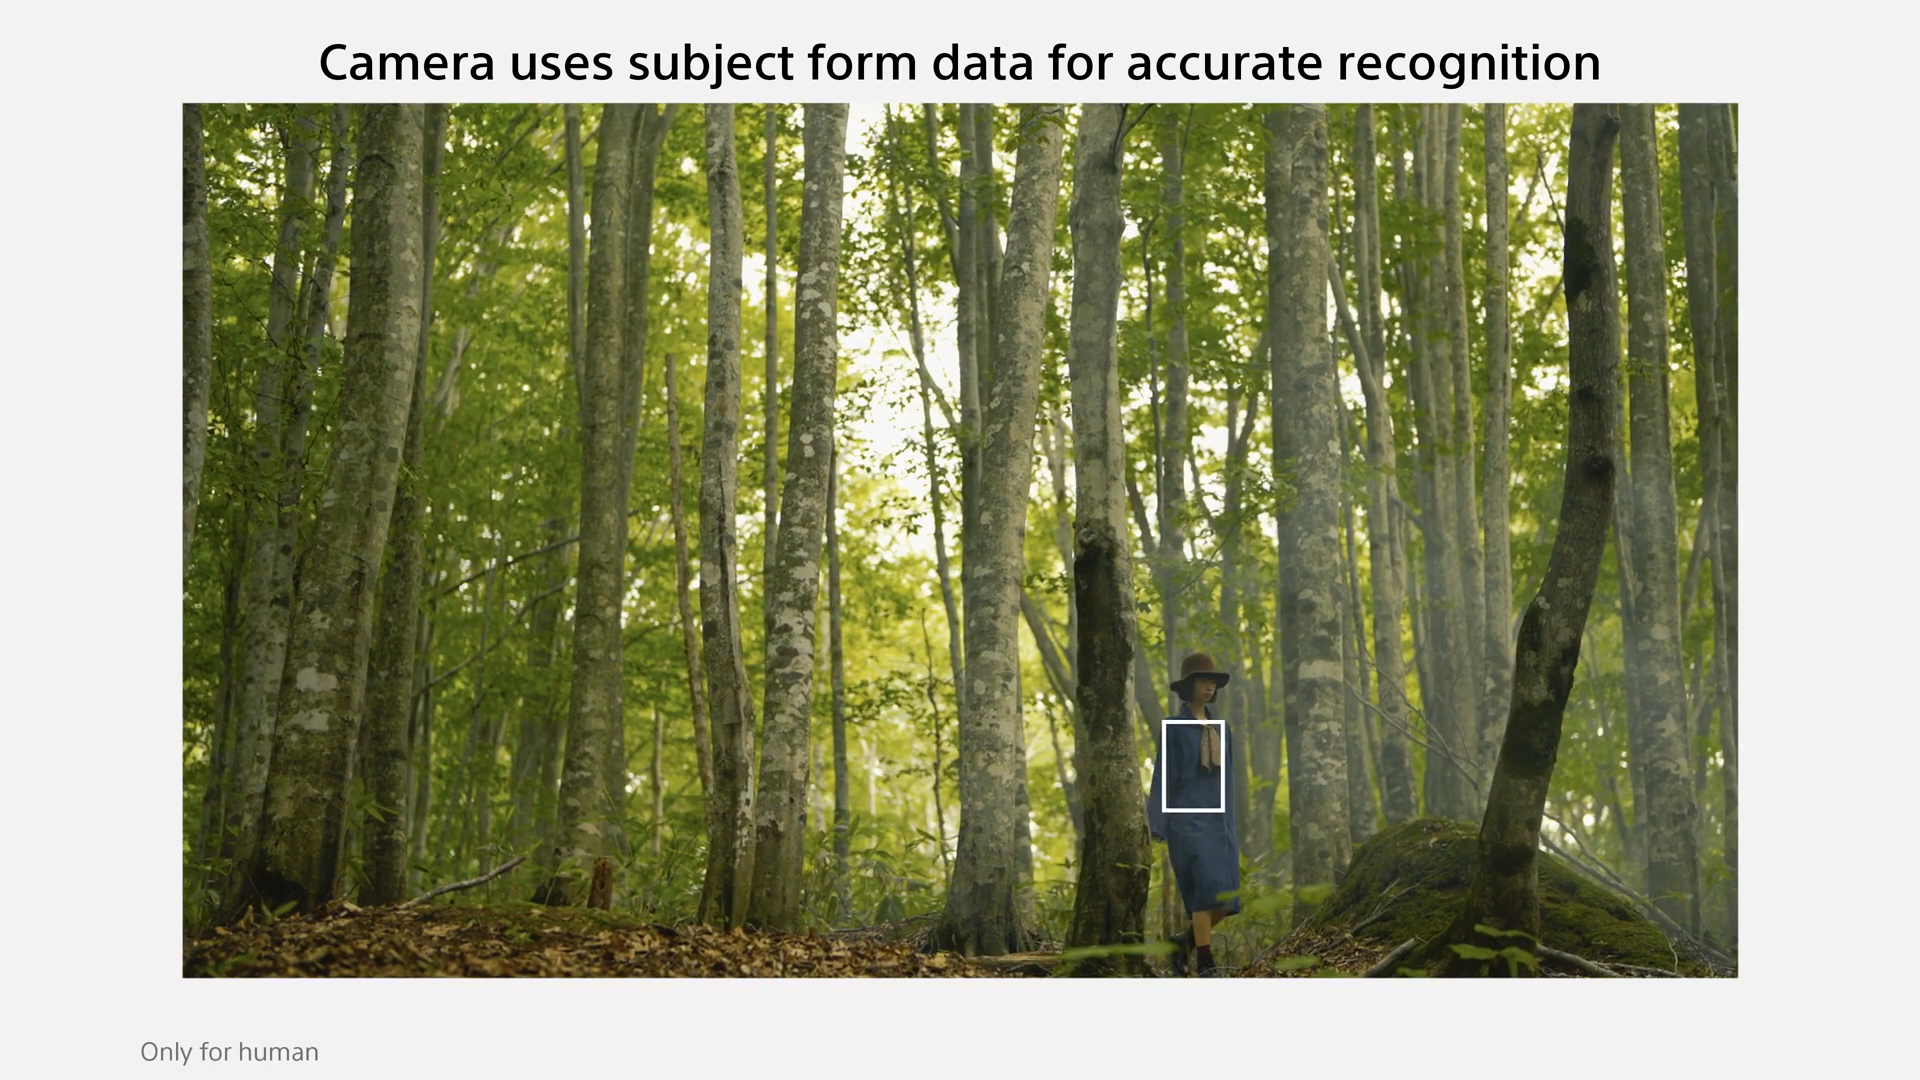 Camera uses subject form data for accurate recognition
Only for human